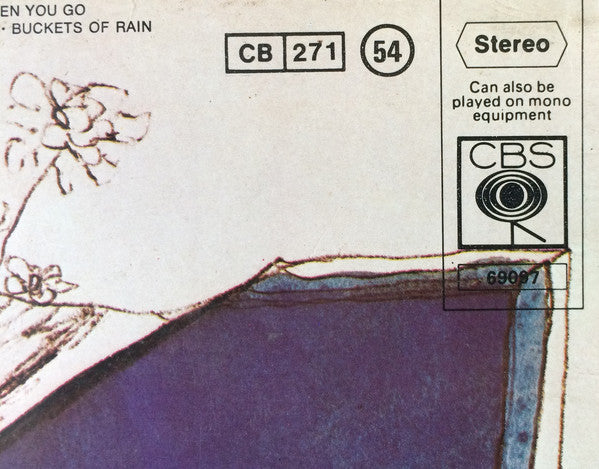 EN YOU GO
· BUCKETS OF RAIN
CB 271 54
Stereo
Can also be
played on mono
equipment
CBS
69097